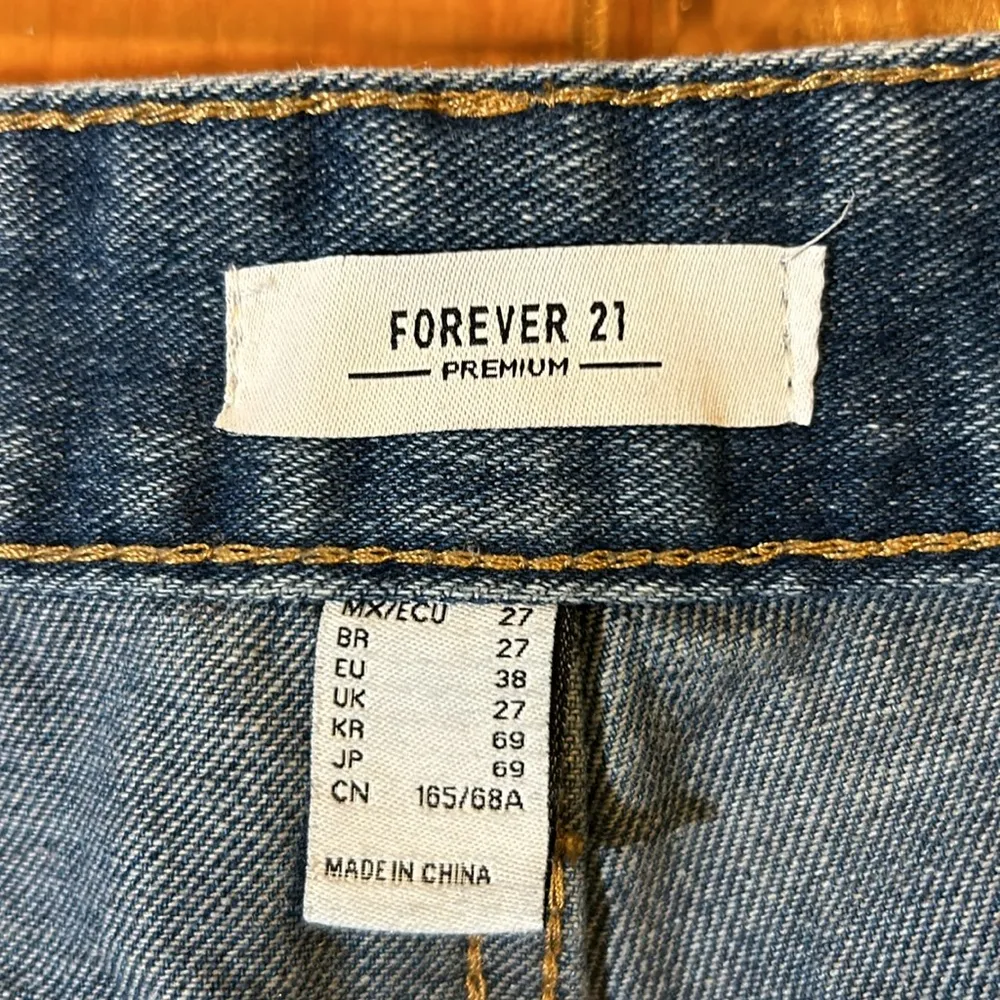 FOREVER 21
PREMIUM
MX/ECU 27
BR 27
EU 38
UK 27
KR 69
JP 69
CN 165/68A
MADE IN CHINA